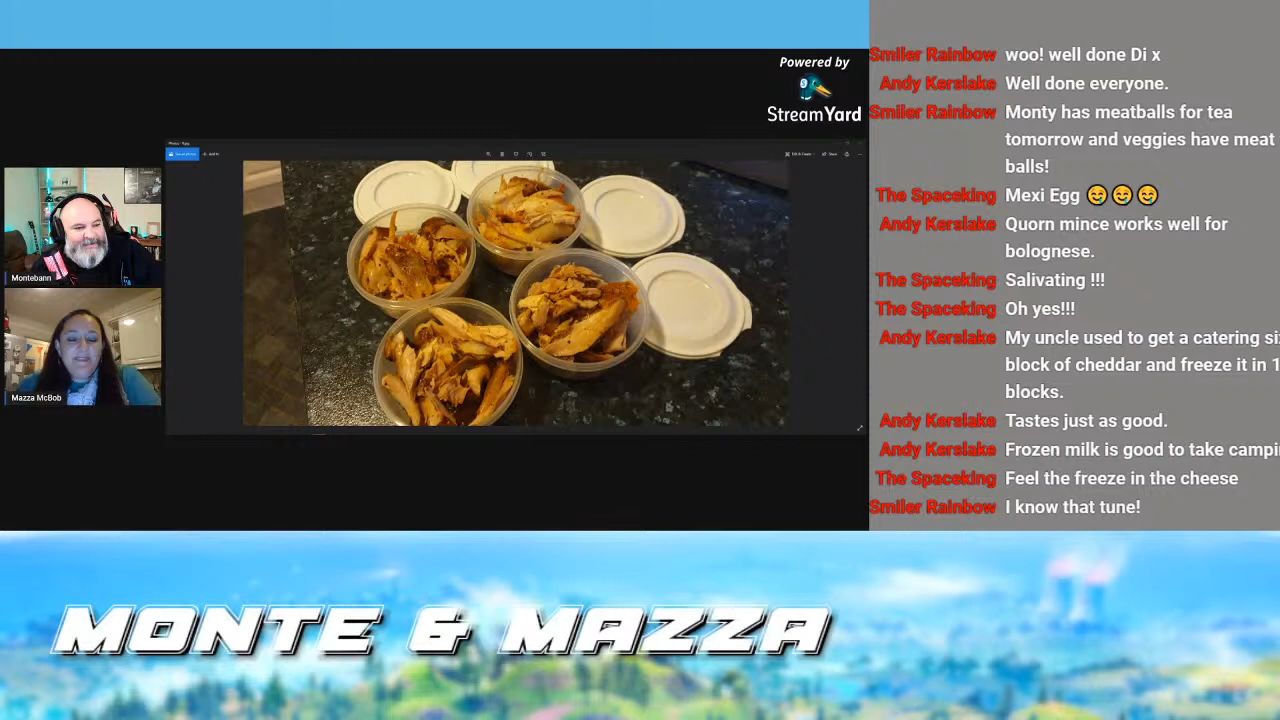 Powered by
StreamYard
Montebann
Mazza McBob
Smiler Rainbow woo! well done Di x
Andy Kerslake Well done everyone.
Smiler Rainbow Monty has meatballs for tea
tomorrow and veggies have meat
balls!
The Spaceking Mexi Egg 😋😋😋
Andy Kerslake Quorn mince works well for
bolognese.
The Spaceking Salivating !!!
The Spaceking Oh yes!!!
Andy Kerslake My uncle used to get a catering si
block of cheddar and freeze it in 1
blocks.
Andy Kerslake Tastes just as good.
Andy Kerslake Frozen milk is good to take campi
The Spaceking Feel the freeze in the cheese
Smiler Rainbow I know that tune!
MONTE & MAZZA